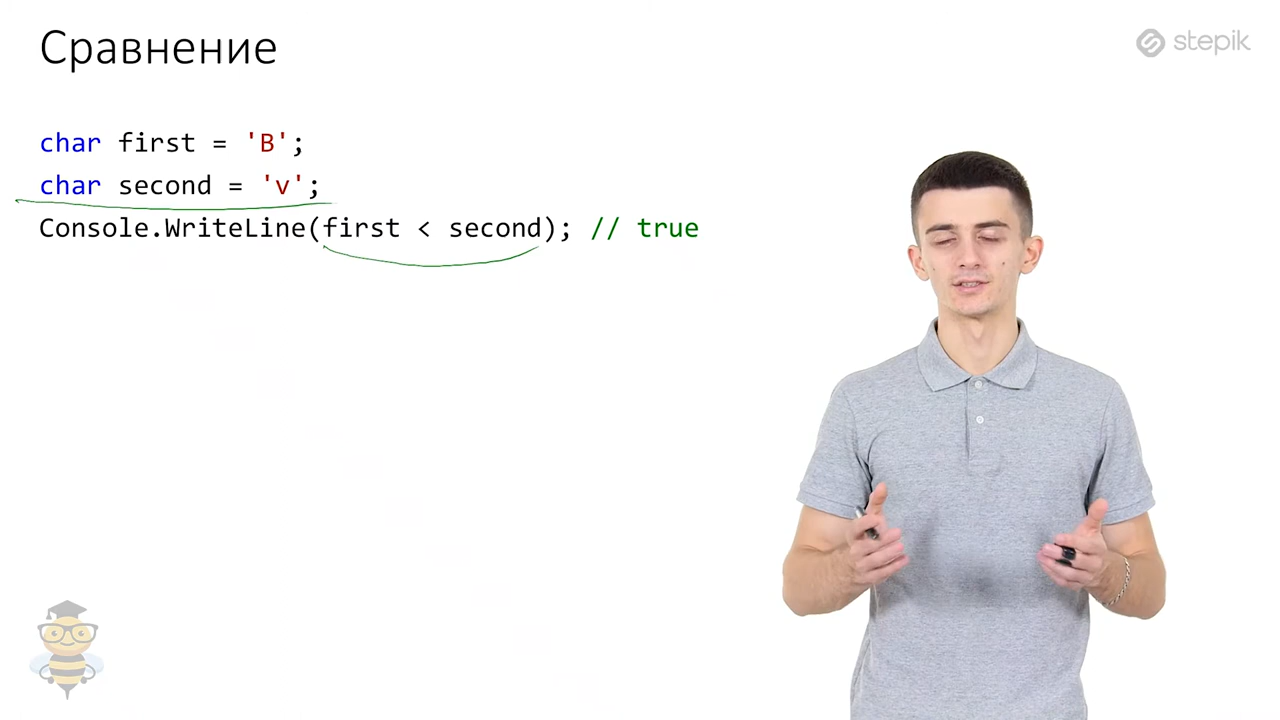 Сравнение
stepik
char first = 'B';
char second = 'v';
Console.WriteLine(first < second); // true